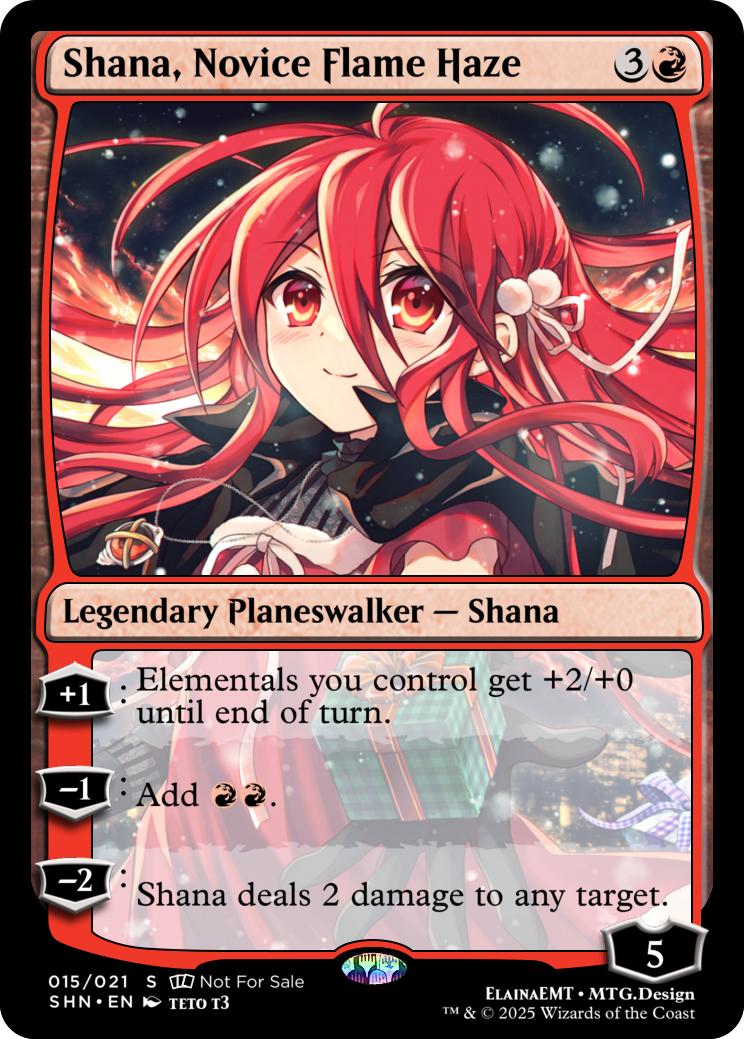 Shana, Novice Flame Haze 3
Legendary Planeswalker — Shana
+1 : Elementals you control get +2/+0
until end of turn.
−1 : Add .
−2 : Shana deals 2 damage to any target.
5
015/021 S Not For Sale
SHN • EN TETO T3
ELAINAEMT • MTG.Design
™ & © 2025 Wizards of the Coast